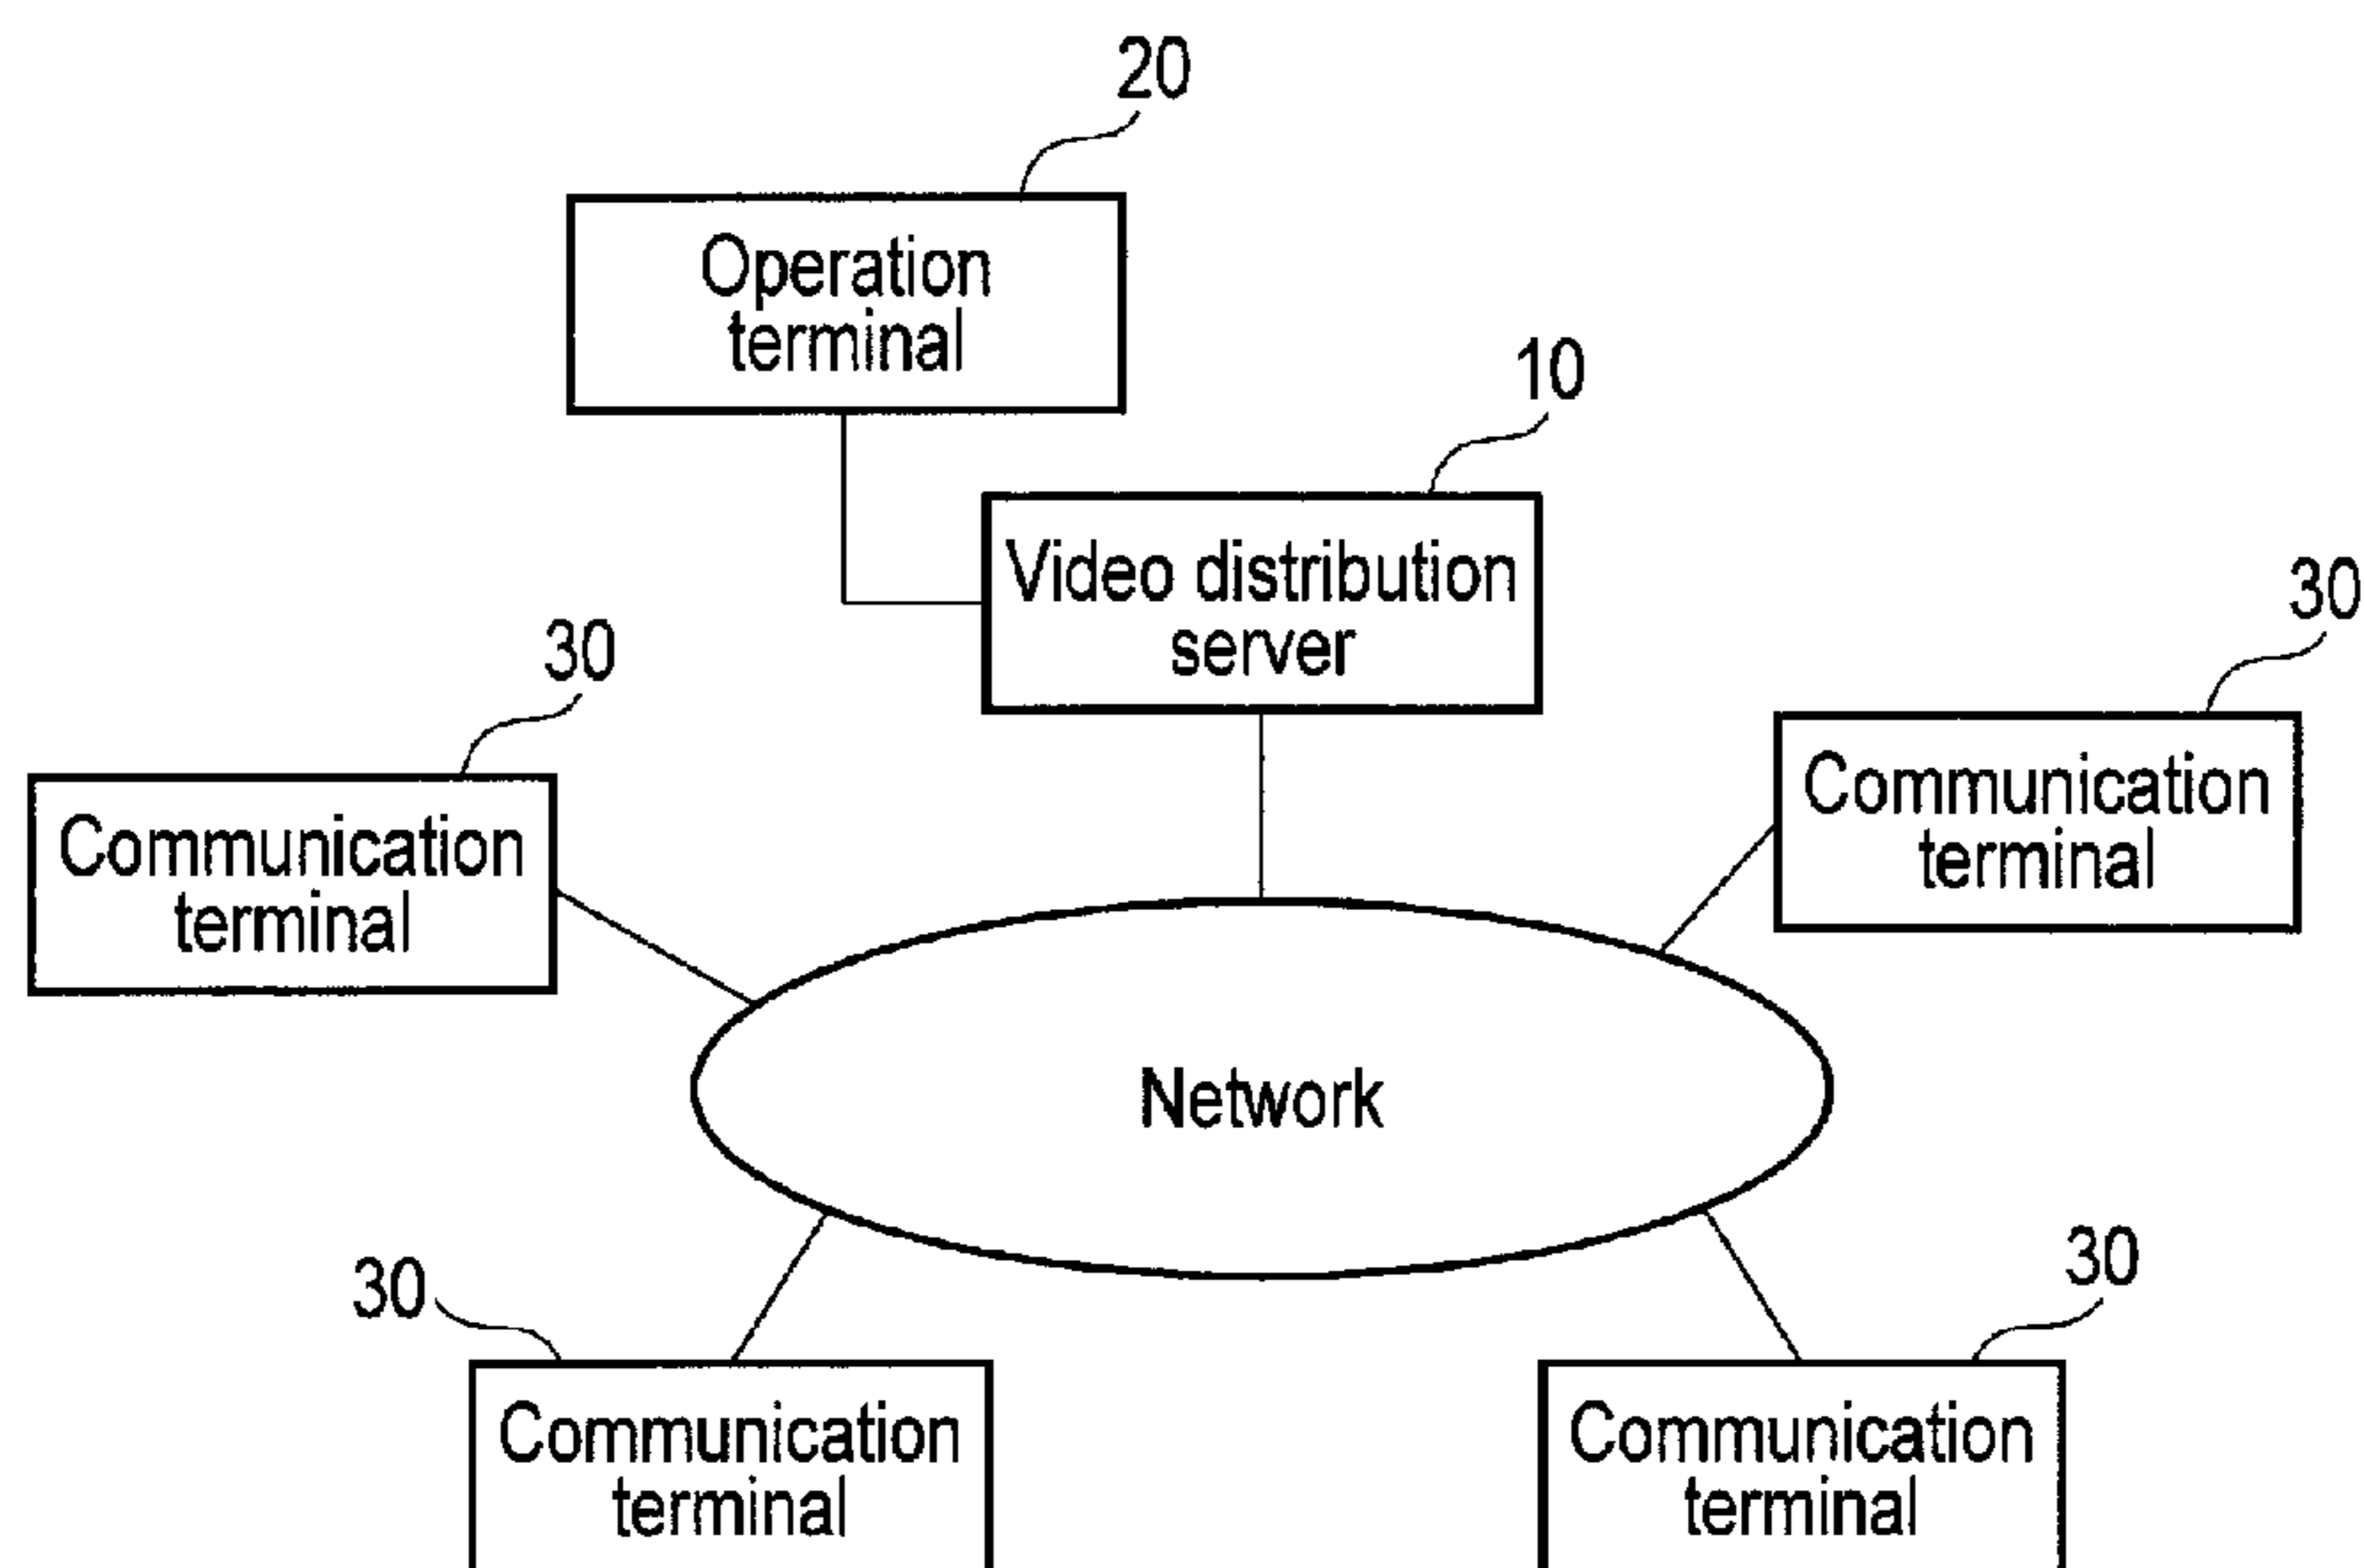 20
Operation
terminal
10
Video distribution
server
30
30
Communication
terminal
Communication
terminal
Network
30
30
Communication
terminal
Communication
terminal